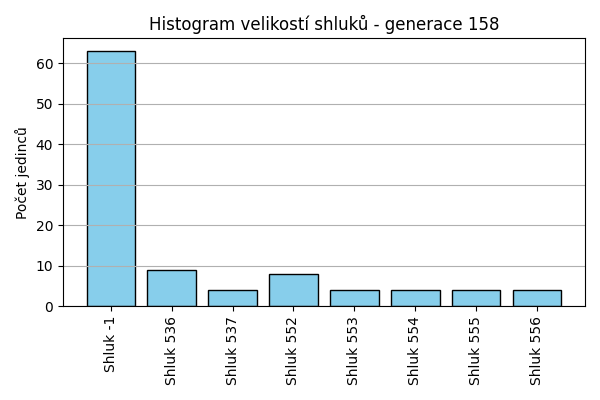 Histogram velikostí shluků - generace 158
Počet jedinců
60
50
40
30
20
10
0
Shluk -1
Shluk 536
Shluk 537
Shluk 552
Shluk 553
Shluk 554
Shluk 555
Shluk 556